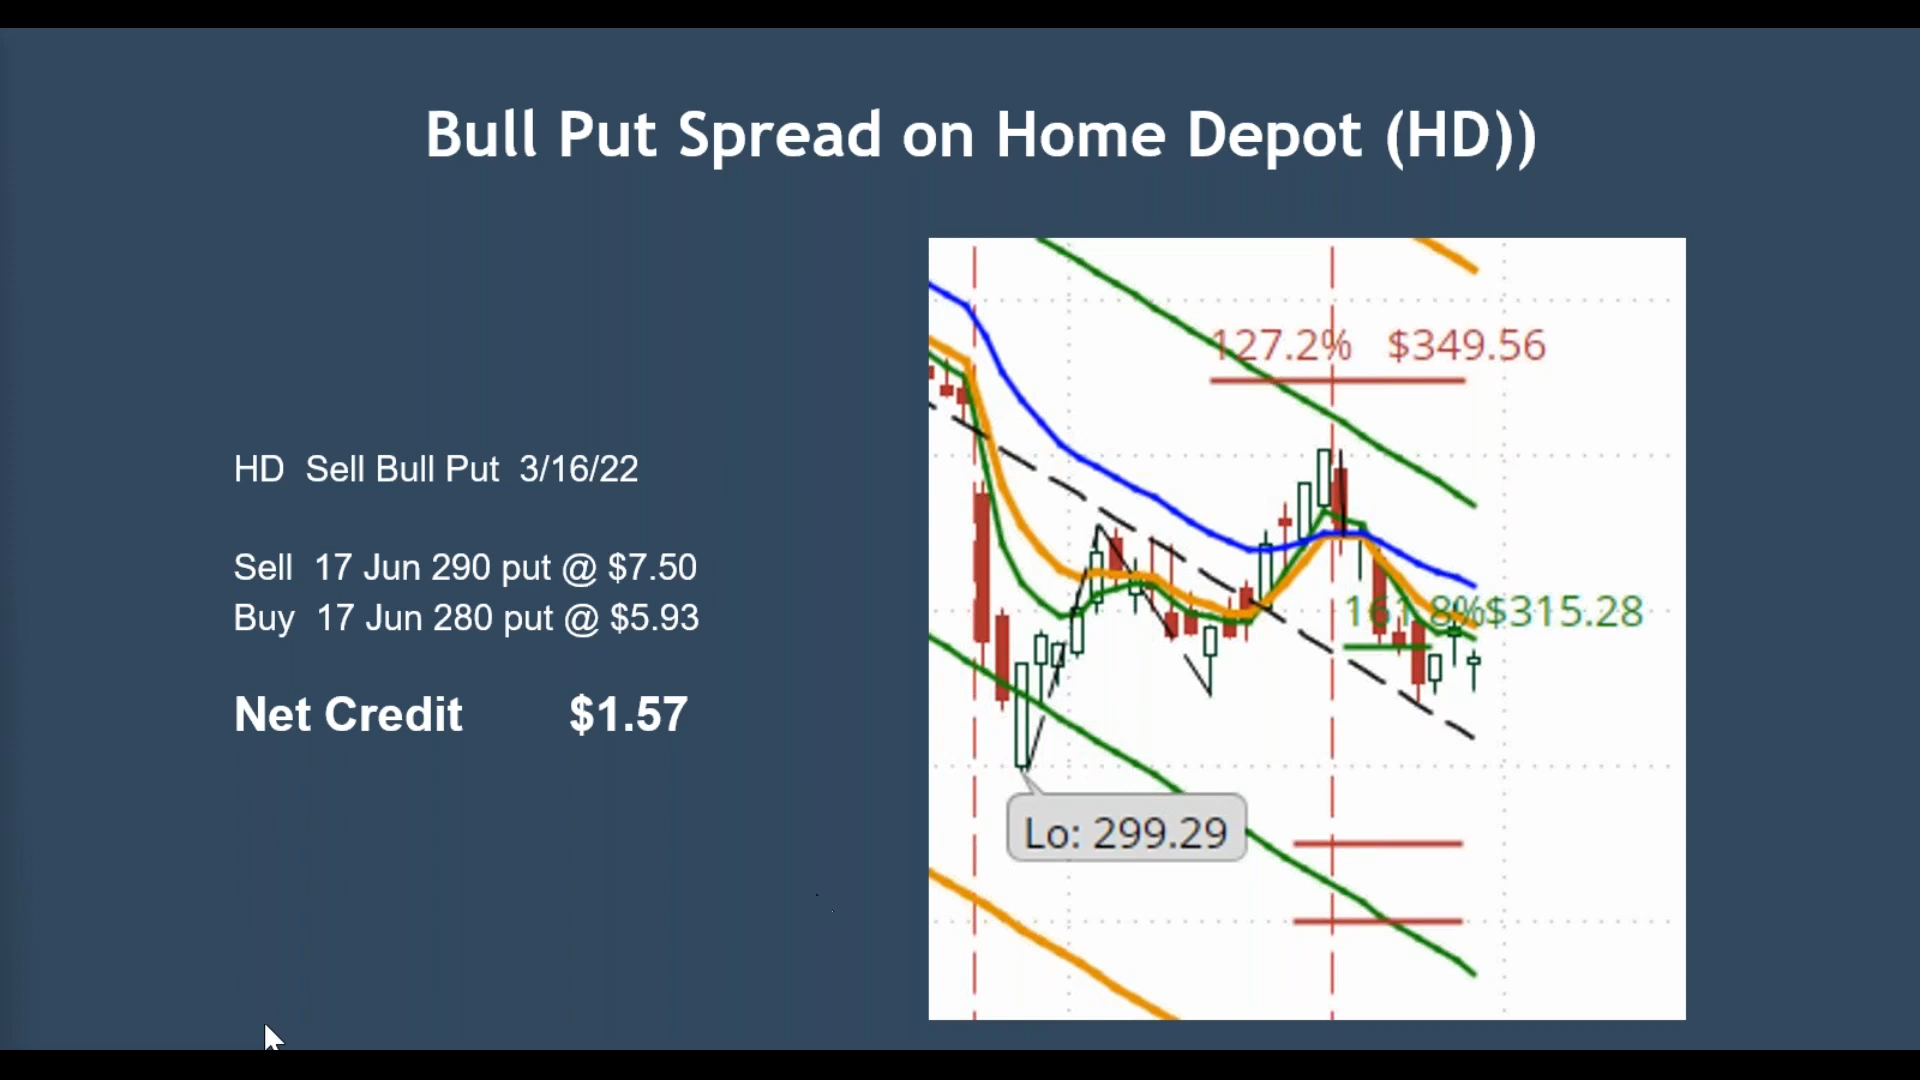 Bull Put Spread on Home Depot (HD))
HD Sell Bull Put 3/16/22
Sell 17 Jun 290 put @ $7.50
Buy 17 Jun 280 put @ $5.93
Net Credit $1.57
127.2% $349.56
161.8%$315.28
Lo: 299.29